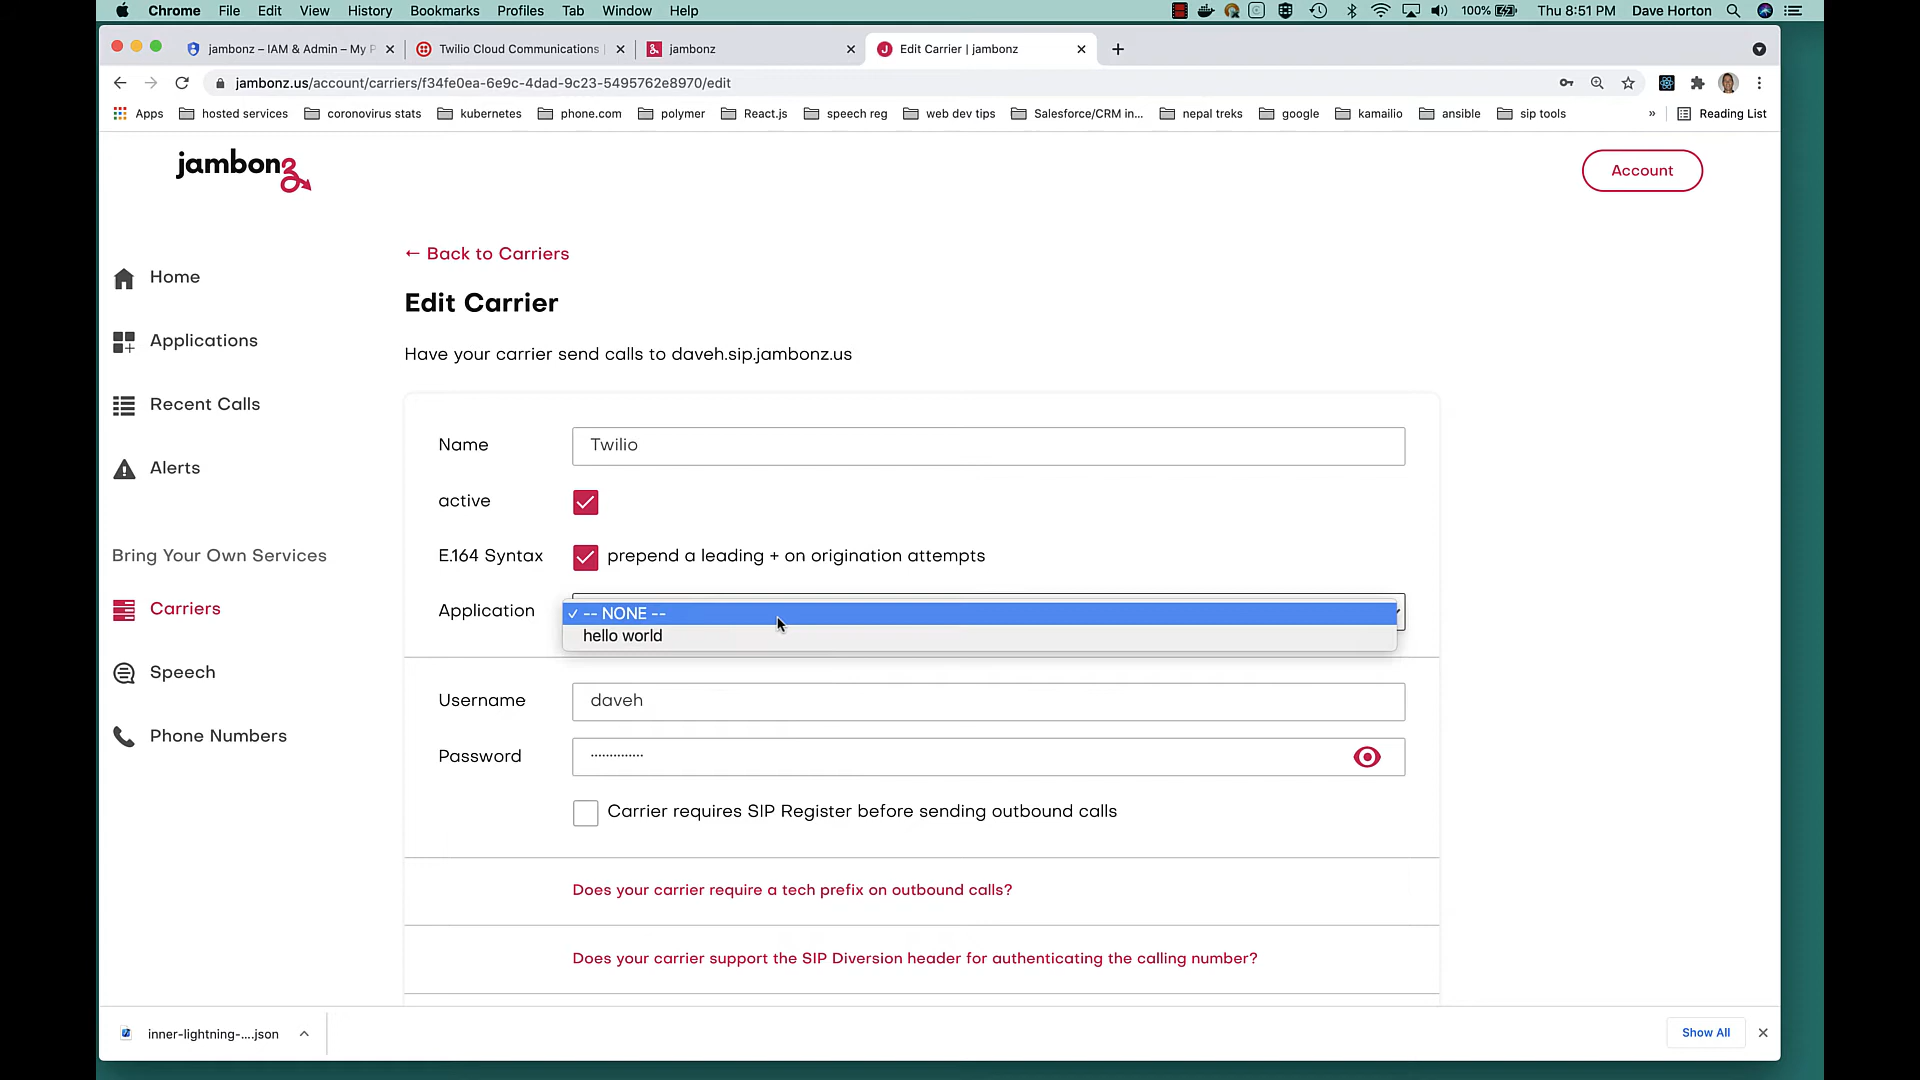 Chrome File Edit View History Bookmarks Profiles Tab Window Help 100% Thu 8:51 PM Dave Horton
jambonz – IAM & Admin – My P Twilio Cloud Communications jambonz Edit Carrier | jambonz
jambonz.us/account/carriers/f34fe0ea-6e9c-4dad-9c23-5495762e8970/edit
Apps hosted services coronovirus stats kubernetes phone.com polymer React.js speech reg web dev tips Salesforce/CRM in... nepal treks google kamailio ansible sip tools » Reading List
jambonz
Account
← Back to Carriers
Home
Edit Carrier
Applications
Have your carrier send calls to daveh.sip.jambonz.us
Recent Calls
Name Twilio
Alerts
active
Bring Your Own Services
E.164 Syntax prepend a leading + on origination attempts
Carriers
Application
✓ -- NONE --
hello world
Speech
Username daveh
Phone Numbers
Password ··············
Carrier requires SIP Register before sending outbound calls
Does your carrier require a tech prefix on outbound calls?
Does your carrier support the SIP Diversion header for authenticating the calling number?
inner-lightning-....json
Show All